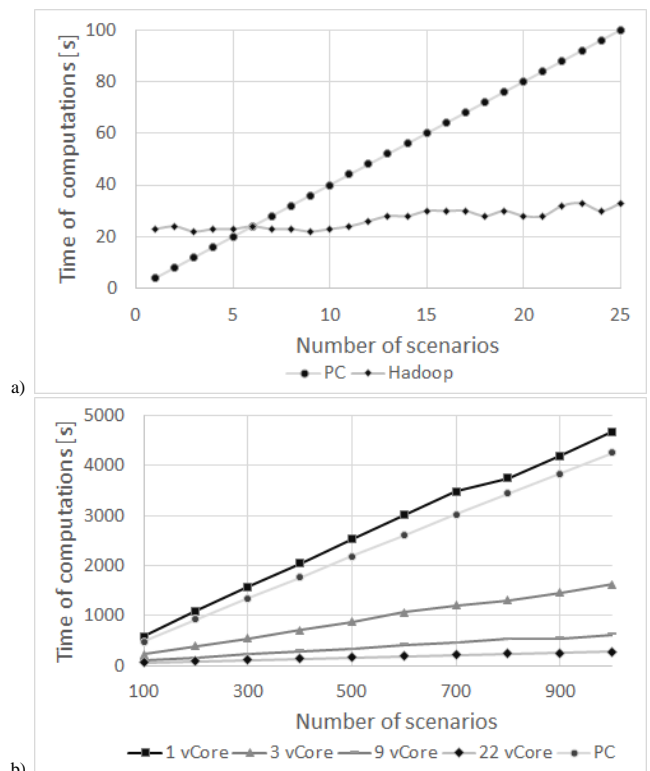 100
80
60
40
20
0
Time of computations [s]
0 5 10 15 20 25
Number of scenarios
PC Hadoop
a)
5000
4000
3000
2000
1000
0
Time of computations [s]
100 300 500 700 900
Number of scenarios
1 vCore 3 vCore 9 vCore 22 vCore PC
b)